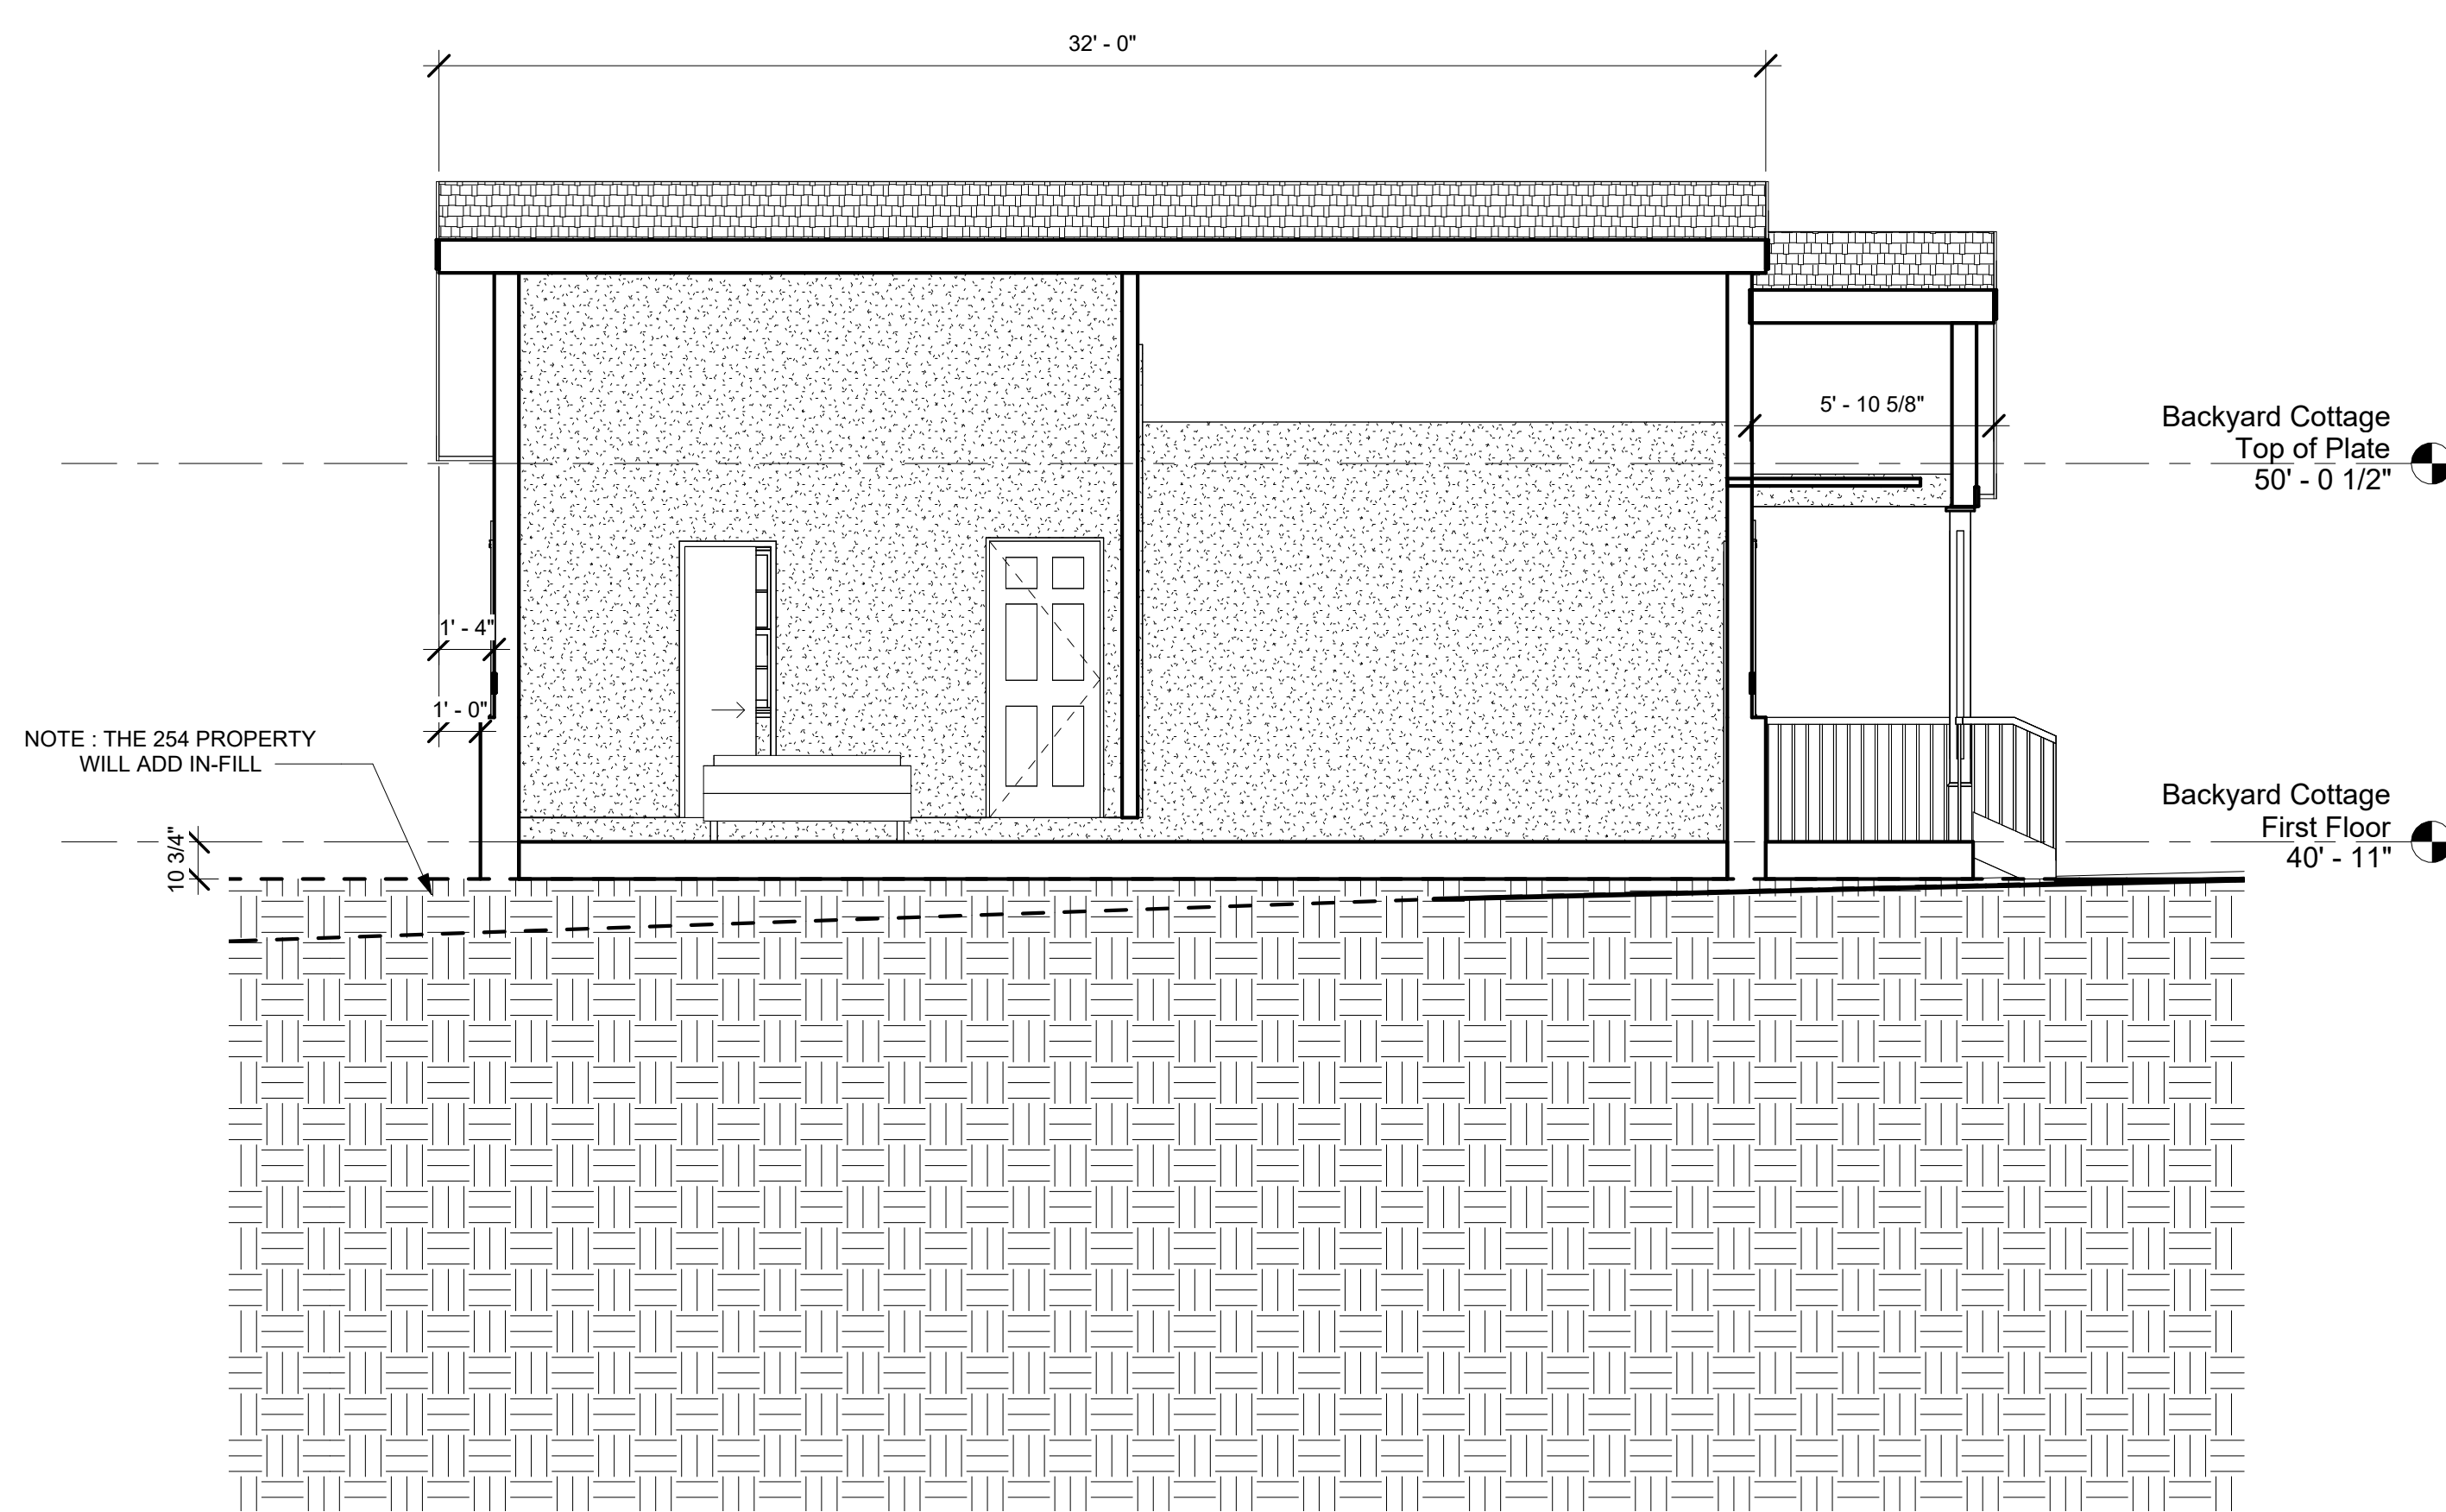 32' - 0"
5' - 10 5/8"
Backyard Cottage
Top of Plate
50' - 0 1/2"
1' - 4"
1' - 0"
NOTE : THE 254 PROPERTY
WILL ADD IN-FILL
Backyard Cottage
First Floor
40' - 11"
10 3/4"